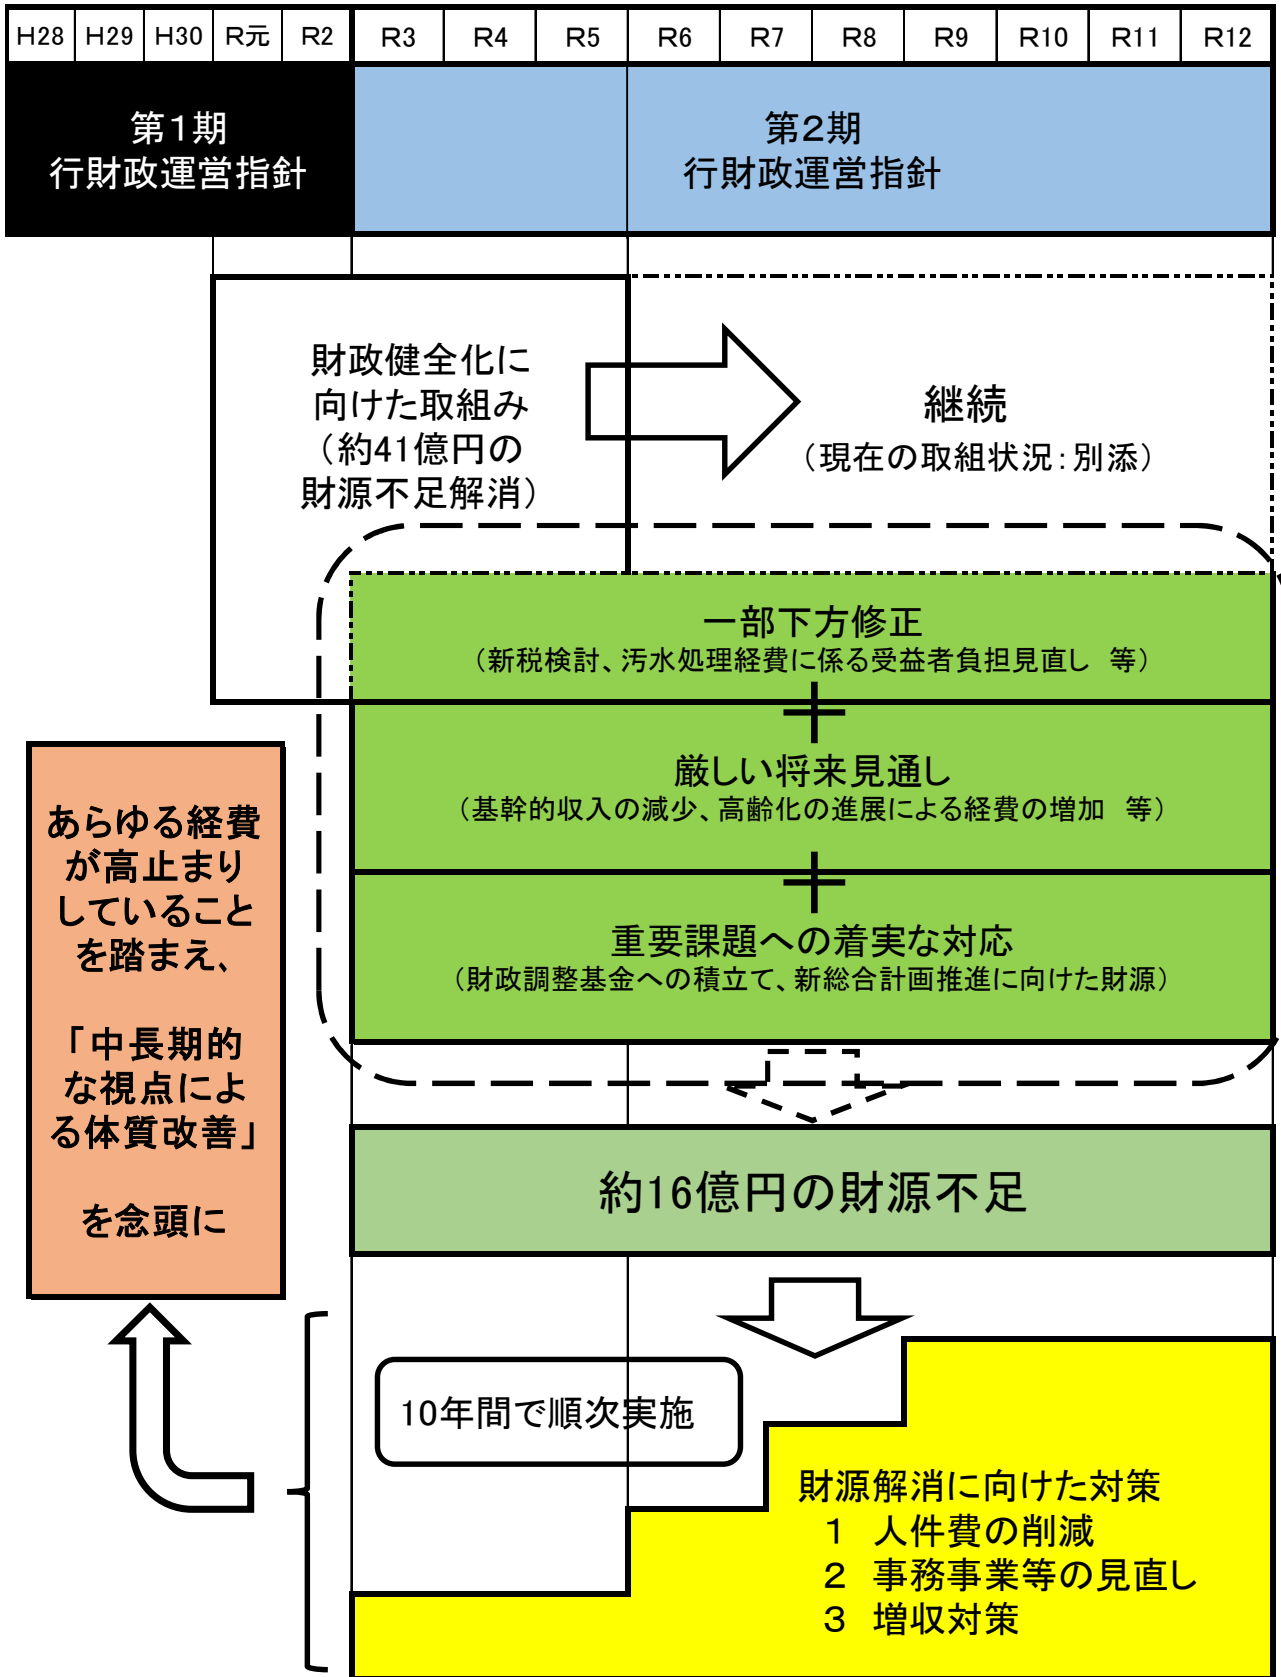 H28 H29 H30 R元 R2 R3 R4 R5 R6 R7 R8 R9 R10 R11 R12
第1期
行財政運営指針
第2期
行財政運営指針
財政健全化に
向けた取組み
（約41億円の
財源不足解消）
継続
（現在の取組状況：別添）
一部下方修正
（新税検討、汚水処理経費に係る受益者負担見直し　等）
＋
厳しい将来見通し
（基幹的収入の減少、高齢化の進展による経費の増加　等）
＋
重要課題への着実な対応
（財政調整基金への積立て、新総合計画推進に向けた財源）
あらゆる経費
が高止まり
していること
を踏まえ、
「中長期的
な視点によ
る体質改善」
を念頭に
約16億円の財源不足
10年間で順次実施
財源解消に向けた対策
1　人件費の削減
2　事務事業等の見直し
3　増収対策